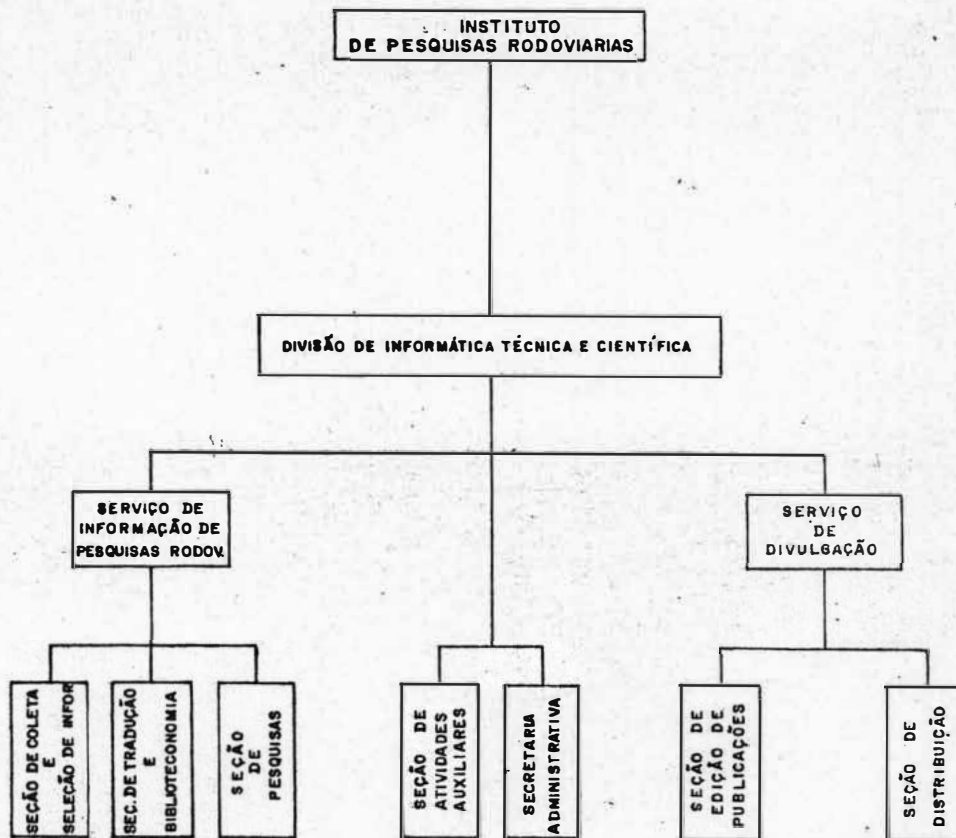 INSTITUTO
DE PESQUISAS RODOVIARIAS
DIVISÃO DE INFORMÁTICA TÉCNICA E CIENTÍFICA
SERVIÇO DE
INFORMAÇÃO DE
PESQUISAS RODOV.
SERVIÇO
DE
DIVULGAÇÃO
SEÇÃO DE COLETA
E
SELEÇÃO DE INFOR
SEC. DE TRADUÇÃO
E
BIBLIOTECONOMIA
SEÇÃO
DE
PESQUISAS
SEÇÃO DE
ATIVIDADES
AUXILIARES
SECRETARIA
ADMINISTRATIVA
SEÇÃO DE
EDIÇÃO DE
PUBLICAÇÕES
SEÇÃO DE
DISTRIBUIÇÃO